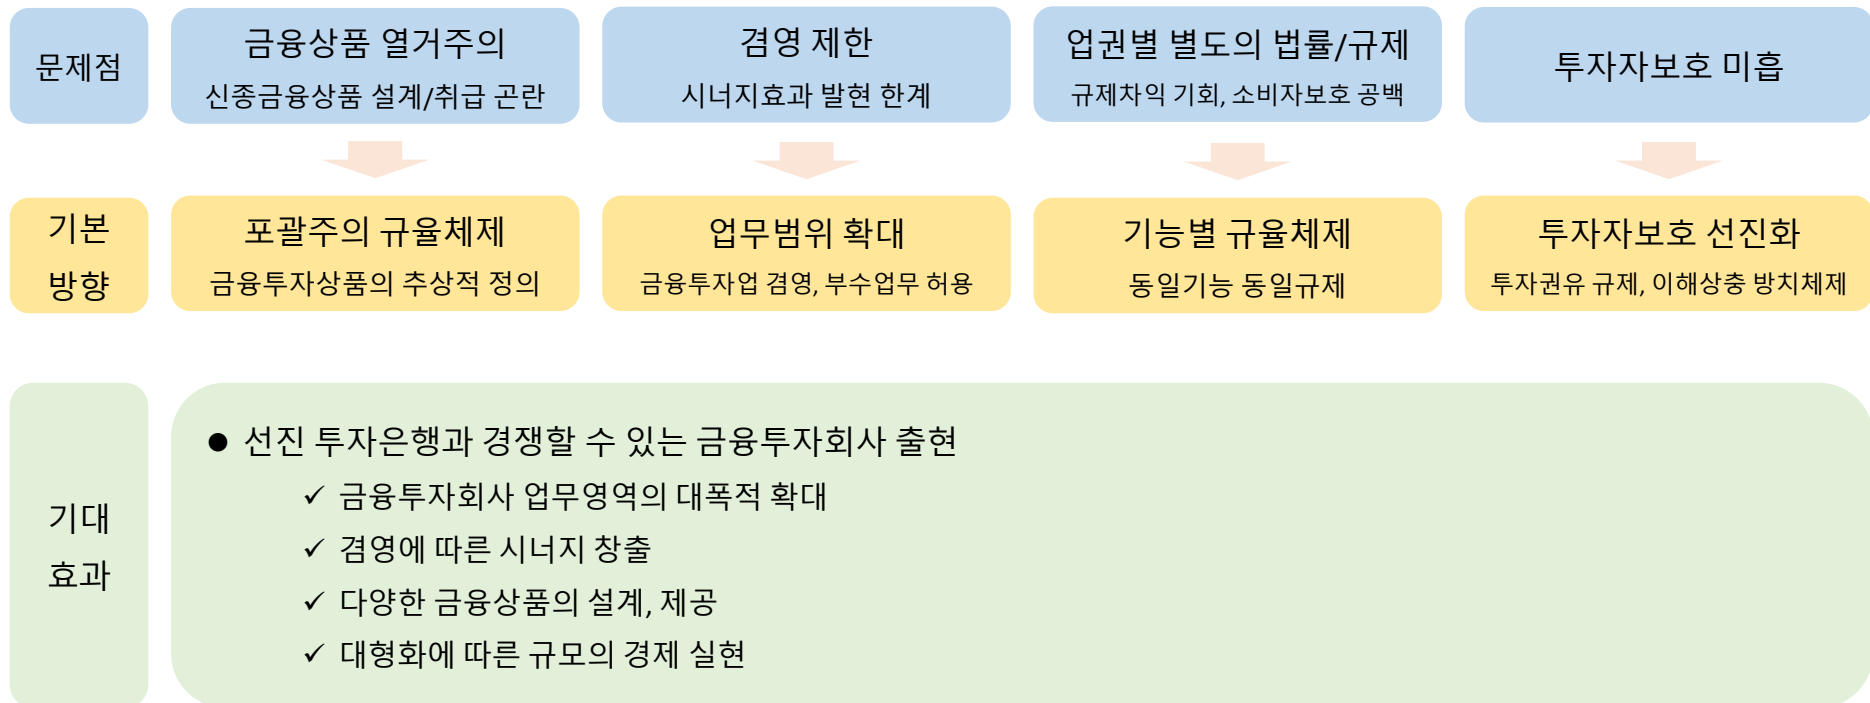 문제점
금융상품 열거주의
신종금융상품 설계/취급 곤란
겸영 제한
시너지효과 발현 한계
업권별 별도의 법률/규제
규제차익 기회, 소비자보호 공백
투자자보호 미흡
기본
방향
포괄주의 규율체제
금융투자상품의 추상적 정의
업무범위 확대
금융투자업 겸영, 부수업무 허용
기능별 규율체제
동일기능 동일규제
투자자보호 선진화
투자권유 규제, 이해상충 방치체제
기대
효과
● 선진 투자은행과 경쟁할 수 있는 금융투자회사 출현
✓ 금융투자회사 업무영역의 대폭적 확대
✓ 겸영에 따른 시너지 창출
✓ 다양한 금융상품의 설계, 제공
✓ 대형화에 따른 규모의 경제 실현